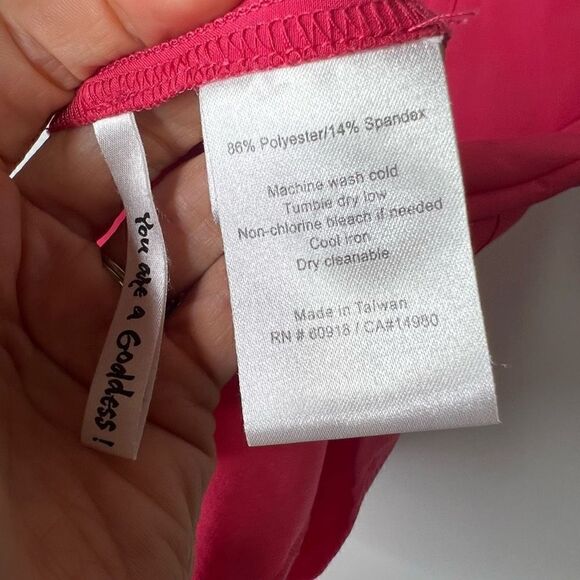 86% Polyester/14% Spandex
Machine wash cold
Tumble dry low
Non-chlorine bleach if needed
Cool iron
Dry cleanable
Made in Taiwan
RN # 60918 / CA#14980
You are a Goddess!